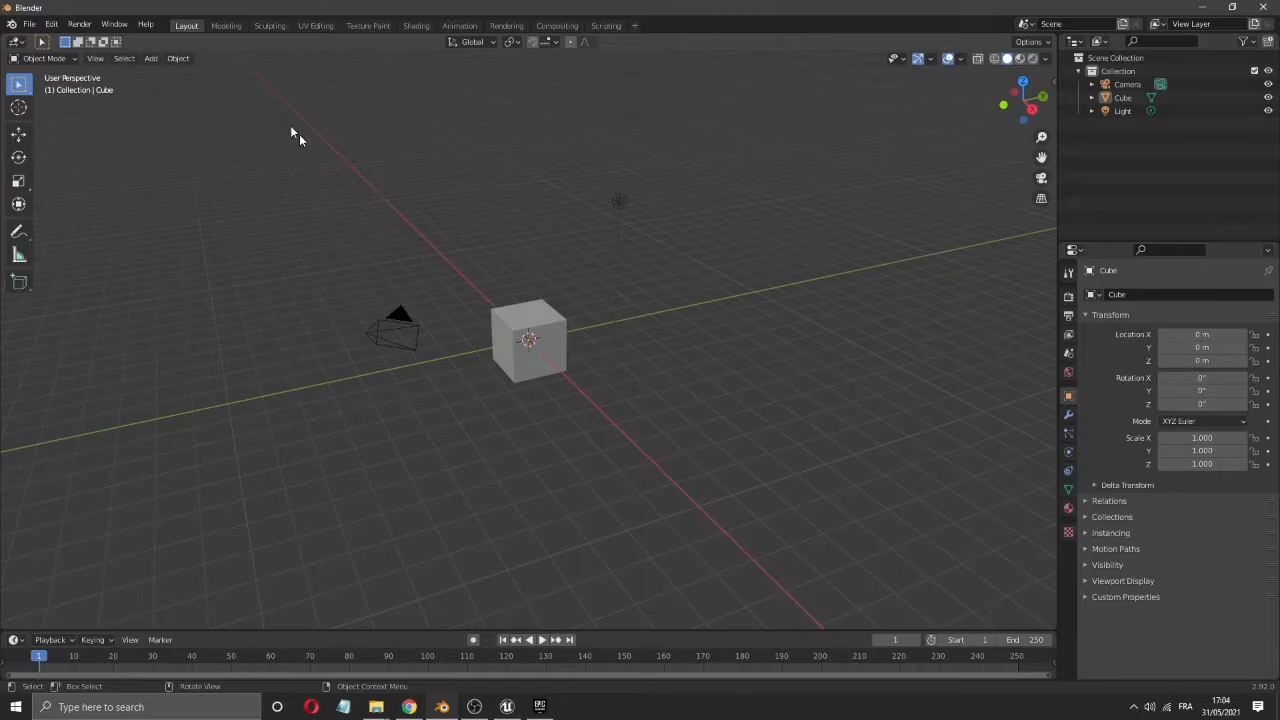 Blender
File Edit Render Window Help Layout Modeling Sculpting UV Editing Texture Paint Shading Animation Rendering Compositing Scripting + Scene View Layer
Global Options
Object Mode View Select Add Object
User Perspective
(1) Collection | Cube
Z
Y
X
Scene Collection
Collection
Camera
Cube
Light
Cube
Cube
Transform
Location X 0 m
Y 0 m
Z 0 m
Rotation X 0°
Y 0°
Z 0°
Mode XYZ Euler
Scale X 1.000
Y 1.000
Z 1.000
Delta Transform
Relations
Collections
Instancing
Motion Paths
Visibility
Viewport Display
Custom Properties
Playback Keying View Marker 1 Start 1 End 250
1 10 20 30 40 50 60 70 80 90 100 110 120 130 140 150 160 170 180 190 200 210 220 230 240 250
Select Box Select Rotate View Object Context Menu 2.92.0
Type here to search EPIC FRA 17:04
31/05/2021